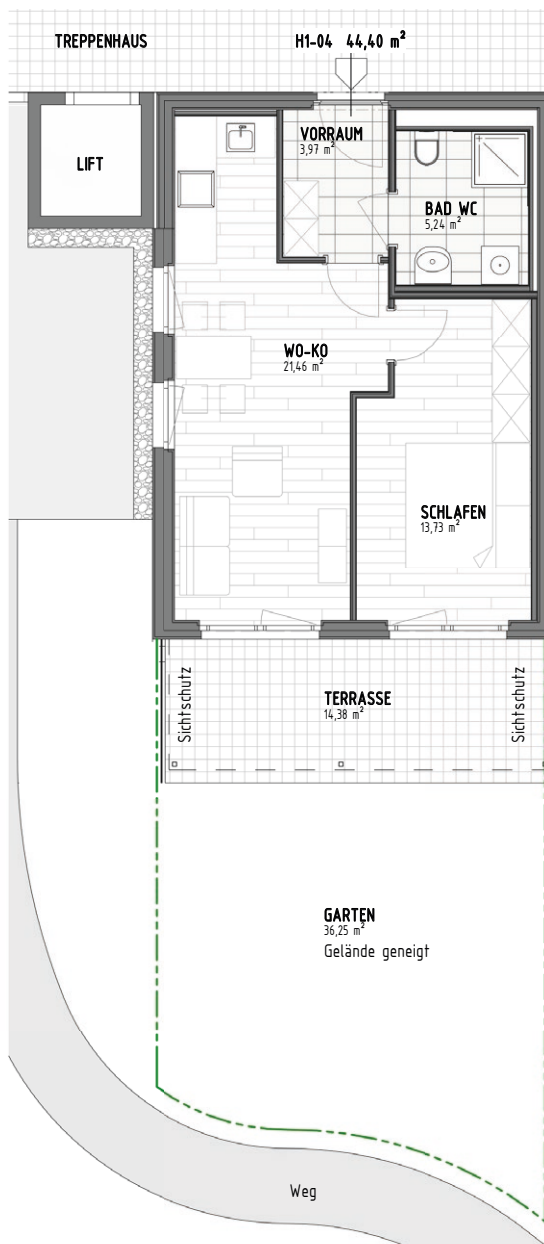 TREPPENHAUS
H1-04 44,40 m²
LIFT
VORRAUM
3,97 m²
BAD WC
5,24 m²
WO-KO
21,46 m²
SCHLAFEN
13,73 m²
Sichtschutz
TERRASSE
14,38 m²
Sichtschutz
GARTEN
36,25 m²
Gelände geneigt
Weg